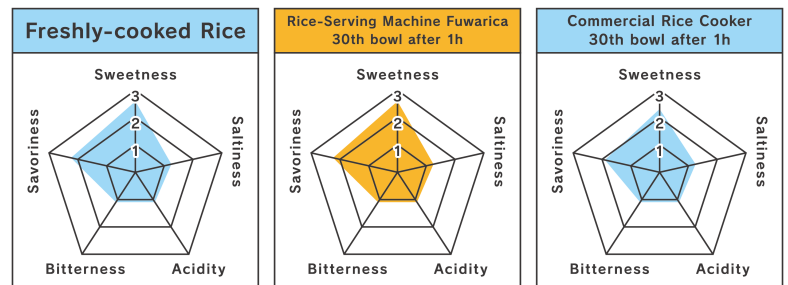 Freshly-cooked Rice
Sweetness
3
2
1
Savoriness
Saltiness
Bitterness
Acidity
Rice-Serving Machine Fuwarica
30th bowl after 1h
Sweetness
3
2
1
Savoriness
Saltiness
Bitterness
Acidity
Commercial Rice Cooker
30th bowl after 1h
Sweetness
3
2
1
Savoriness
Saltiness
Bitterness
Acidity